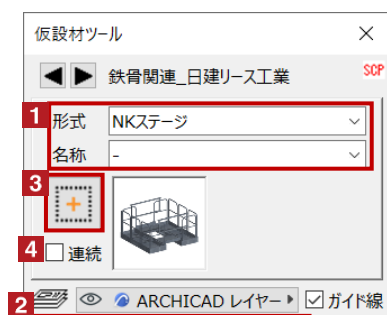 仮設材ツール
鉄骨関連_日建リース工業 SCP
1 形式 NKステージ
名称 -
3
4 連続
2 ARCHICAD レイヤー ガイド線